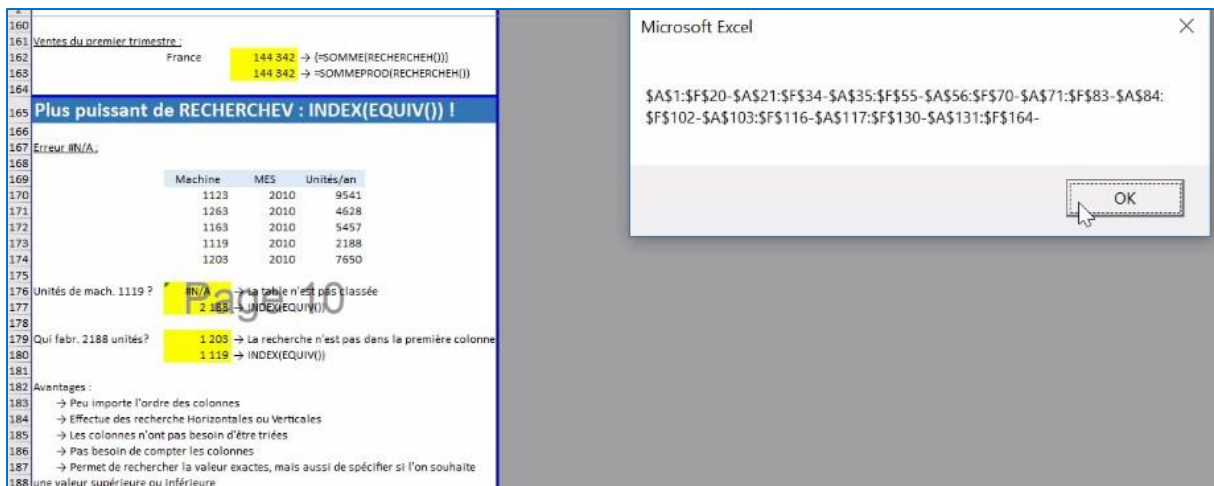 160
161 Ventes du premier trimestre :
162 France 144 342 → {=SOMME(RECHERCHEH())}
163 144 342 → =SOMMEPROD(RECHERCHEH())
164
165 Plus puissant de RECHERCHEV : INDEX(EQUIV()) !
166
167 Erreur #N/A :
168
169 Machine MES Unités/an
170 1123 2010 9541
171 1263 2010 4628
172 1163 2010 5457
173 1119 2010 2188
174 1203 2010 7650
175
176 Unités de mach. 1119 ? #N/A → La table n'est pas classée
177 2 188 → INDEX(EQUIV())
Page 10
178
179 Qui fabr. 2188 unités? 1 203 → La recherche n'est pas dans la première colonne
180 1 119 → INDEX(EQUIV())
181
182 Avantages :
183 → Peu importe l'ordre des colonnes
184 → Effectue des recherche Horizontales ou Verticales
185 → Les colonnes n'ont pas besoin d'être triées
186 → Pas besoin de compter les colonnes
187 → Permet de rechercher la valeur exactes, mais aussi de spécifier si l'on souhaite
188 une valeur supérieure ou inférieure
Microsoft Excel
$A$1:$F$20-$A$21:$F$34-$A$35:$F$55-$A$56:$F$70-$A$71:$F$83-$A$84:
$F$102-$A$103:$F$116-$A$117:$F$130-$A$131:$F$164-
OK